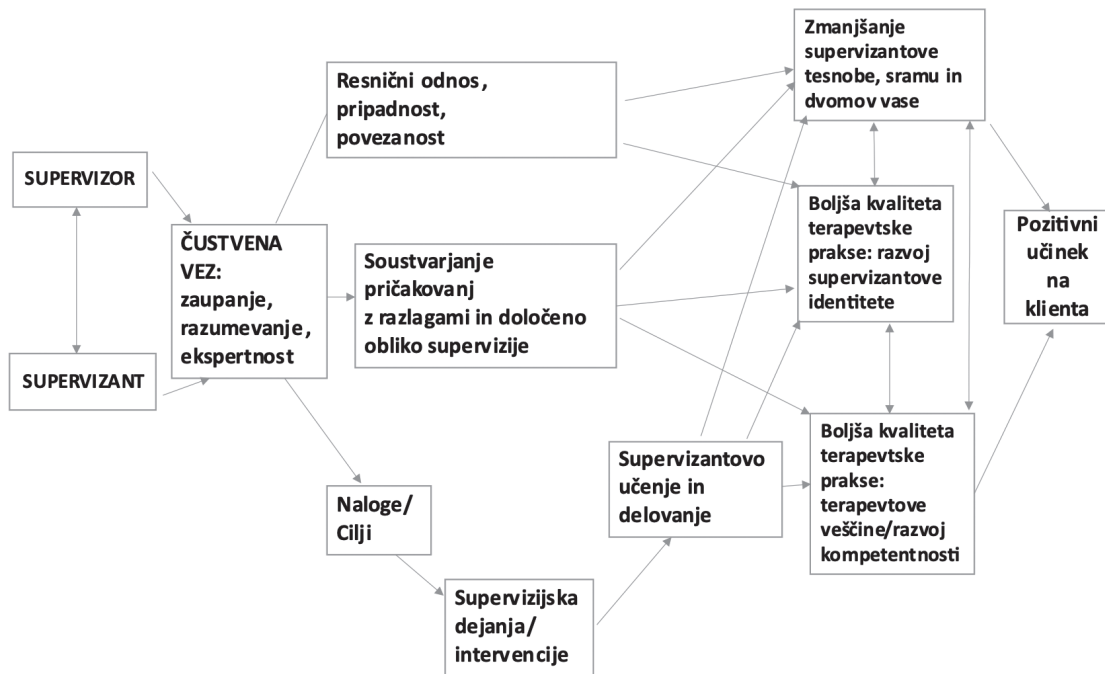 SUPERVIZOR
SUPERVIZANT
ČUSTVENA
VEZ:
zaupanje,
razumevanje,
ekspertnost
Resnični odnos,
pripadnost,
povezanost
Soustvarjanje
pričakovanj
z razlagami in določeno
obliko supervizije
Naloge/
Cilji
Supervizijska
dejanja/
intervencije
Supervizantovo
učenje in
delovanje
Zmanjšanje
supervizantove
tesnobe, sramu in
dvomov vase
Boljša kvaliteta
terapevtske
prakse: razvoj
supervizantove
identitete
Boljša kvaliteta
terapevtske
prakse:
terapevtove
veščine/razvoj
kompetentnosti
Pozitivni
učinek
na
klienta